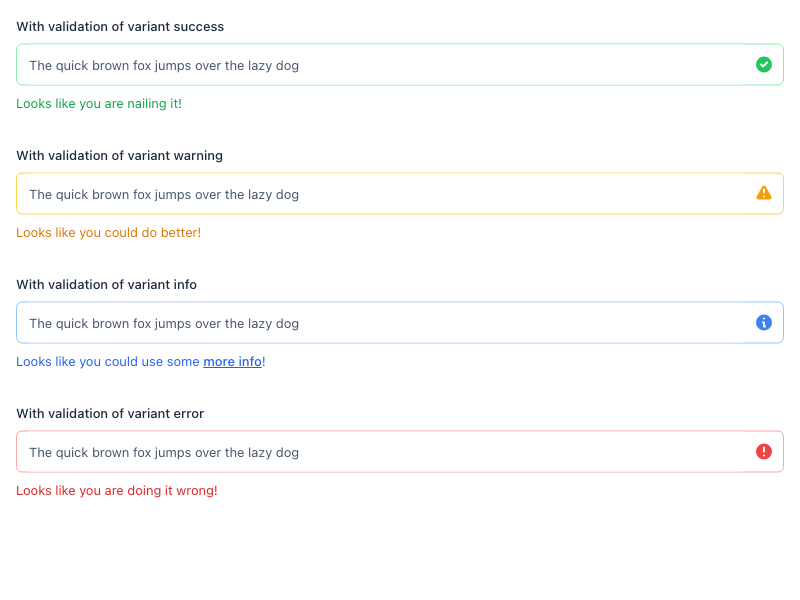 With validation of variant success
The quick brown fox jumps over the lazy dog
Looks like you are nailing it!
With validation of variant warning
The quick brown fox jumps over the lazy dog
Looks like you could do better!
With validation of variant info
The quick brown fox jumps over the lazy dog
Looks like you could use some more info!
With validation of variant error
The quick brown fox jumps over the lazy dog
Looks like you are doing it wrong!